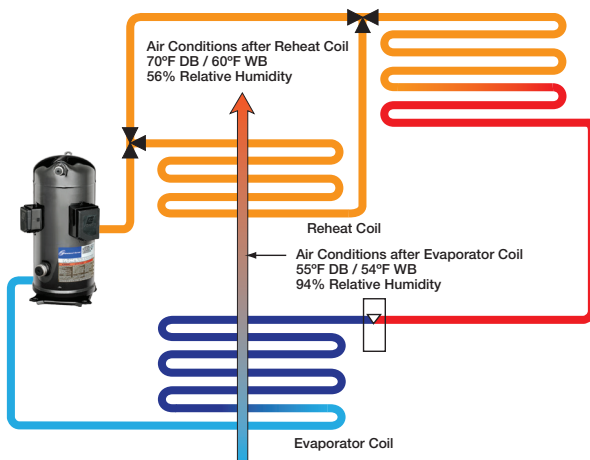 Air Conditions after Reheat Coil
70ºF DB / 60ºF WB
56% Relative Humidity
Reheat Coil
Air Conditions after Evaporator Coil
55ºF DB / 54ºF WB
94% Relative Humidity
Evaporator Coil